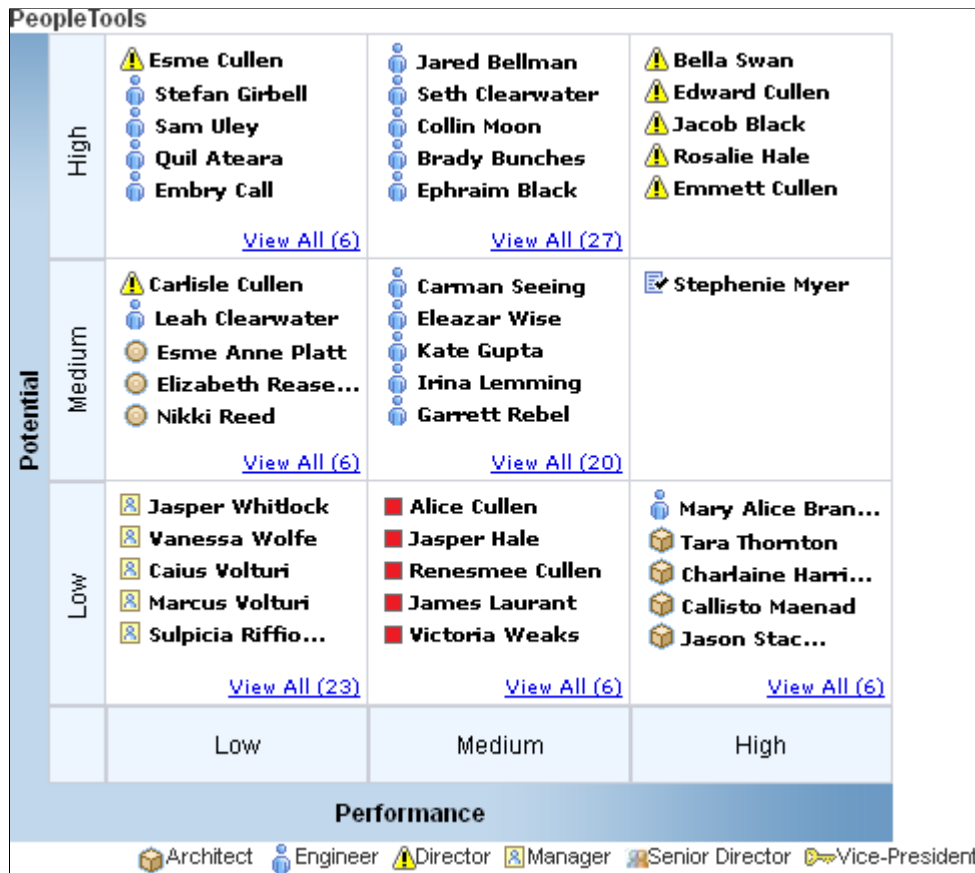 PeopleTools
Potential
High
Esme Cullen
Stefan Girbell
Sam Uley
Quil Ateara
Embry Call
View All (6)
Jared Bellman
Seth Clearwater
Collin Moon
Brady Bunches
Ephraim Black
View All (27)
Bella Swan
Edward Cullen
Jacob Black
Rosalie Hale
Emmett Cullen
Medium
Carlisle Cullen
Leah Clearwater
Esme Anne Platt
Elizabeth Rease...
Nikki Reed
View All (6)
Carman Seeing
Eleazar Wise
Kate Gupta
Irina Lemming
Garrett Rebel
View All (20)
Stephenie Myer
Low
Jasper Whitlock
Vanessa Wolfe
Caius Volturi
Marcus Volturi
Sulpicia Riffio...
View All (23)
Alice Cullen
Jasper Hale
Renesmee Cullen
James Laurant
Victoria Weaks
View All (6)
Mary Alice Bran...
Tara Thornton
Charlaine Harri...
Callisto Maenad
Jason Stac...
View All (6)
Low Medium High
Performance
Architect Engineer Director Manager Senior Director Vice-President